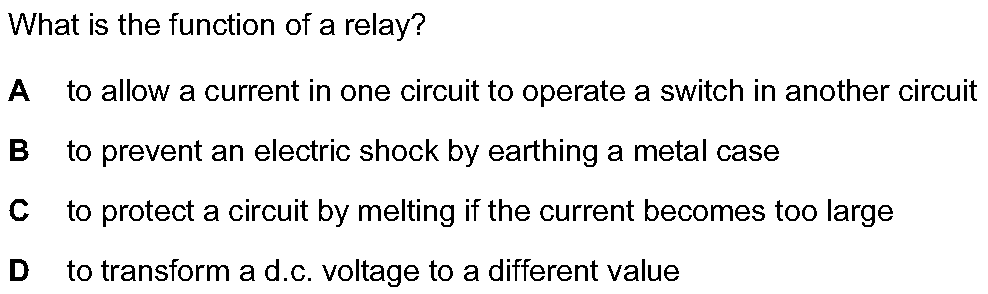 What is the function of a relay?
A to allow a current in one circuit to operate a switch in another circuit
B to prevent an electric shock by earthing a metal case
C to protect a circuit by melting if the current becomes too large
D to transform a d.c. voltage to a different value